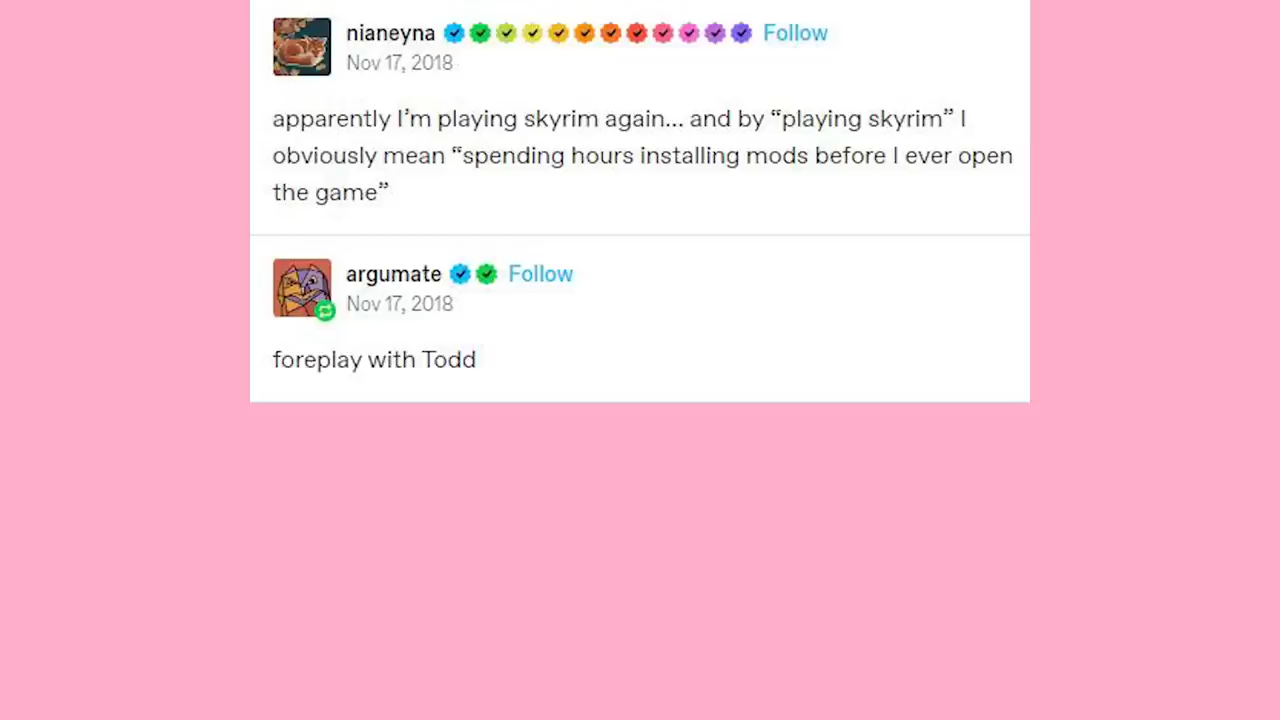 nianeyna Follow
Nov 17, 2018
apparently I’m playing skyrim again... and by “playing skyrim” I
obviously mean “spending hours installing mods before I ever open
the game”
argumate Follow
Nov 17, 2018
foreplay with Todd